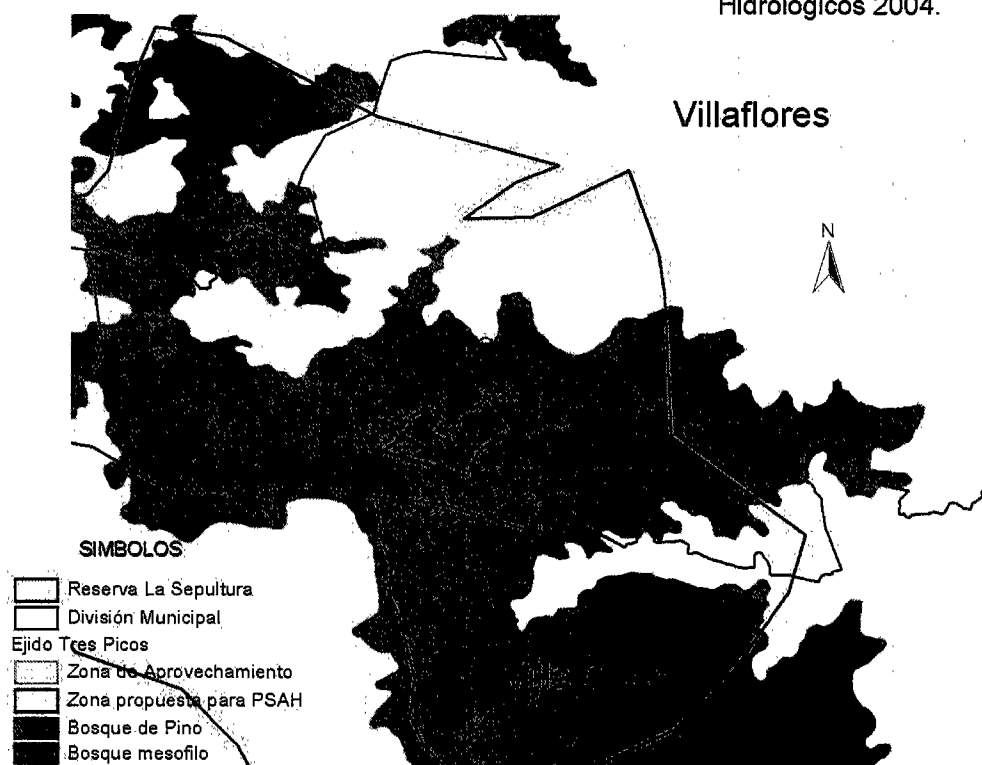 Hidrológicos 2004.
Villaflores
N
SIMBOLOS
Reserva La Sepultura
División Municipal
Ejido Tres Picos
Zona de Aprovechamiento
Zona propuesta para PSAH
Bosque de Pino
Bosque mesofilo